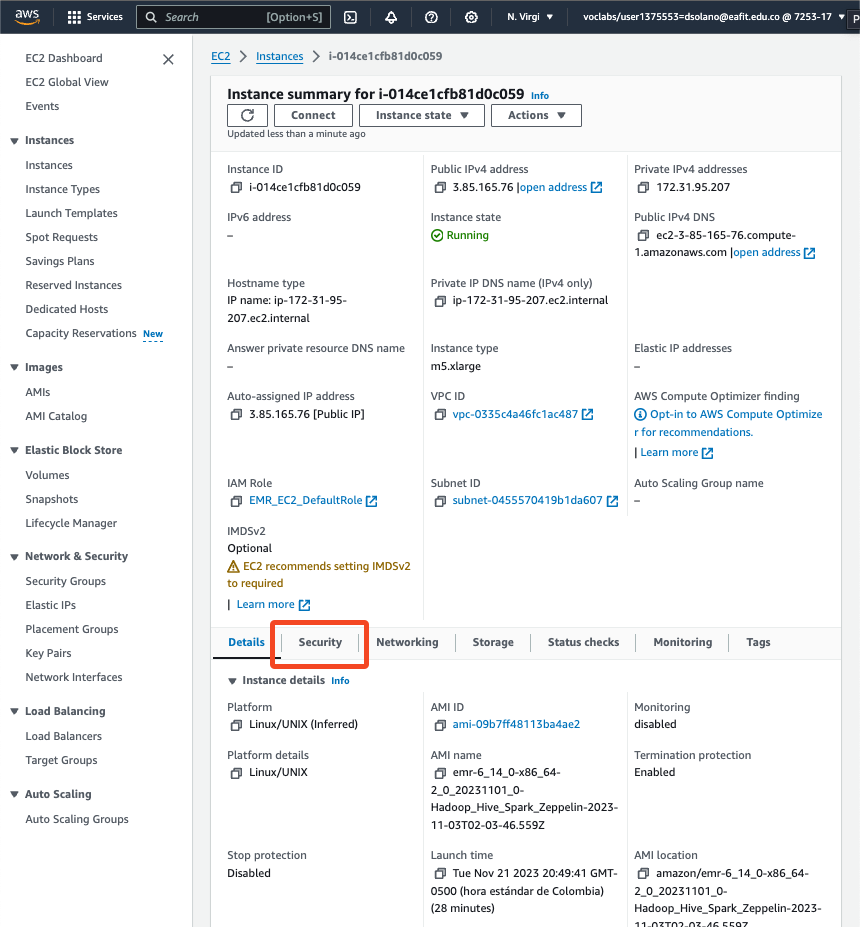 aws
Services
Search
[Option+S]
N. Virgi
voclabs/user1375553=dsolano@eafit.edu.co @ 7253-17
EC2 Dashboard
EC2 Global View
Events
Instances
Instances
Instance Types
Launch Templates
Spot Requests
Savings Plans
Reserved Instances
Dedicated Hosts
Capacity Reservations New
Images
AMIs
AMI Catalog
Elastic Block Store
Volumes
Snapshots
Lifecycle Manager
Network & Security
Security Groups
Elastic IPs
Placement Groups
Key Pairs
Network Interfaces
Load Balancing
Load Balancers
Target Groups
Auto Scaling
Auto Scaling Groups
EC2 > Instances > i-014ce1cfb81d0c059
Instance summary for i-014ce1cfb81d0c059 Info
Connect
Instance state
Actions
Updated less than a minute ago
Instance ID
i-014ce1cfb81d0c059
Public IPv4 address
3.85.165.76 |open address
Private IPv4 addresses
172.31.95.207
IPv6 address
–
Instance state
Running
Public IPv4 DNS
ec2-3-85-165-76.compute-
1.amazonaws.com |open address
Hostname type
IP name: ip-172-31-95-
207.ec2.internal
Private IP DNS name (IPv4 only)
ip-172-31-95-207.ec2.internal
Answer private resource DNS name
–
Instance type
m5.xlarge
Elastic IP addresses
–
Auto-assigned IP address
3.85.165.76 [Public IP]
VPC ID
vpc-0335c4a46fc1ac487
AWS Compute Optimizer finding
Opt-in to AWS Compute Optimize
r for recommendations.
| Learn more
IAM Role
EMR_EC2_DefaultRole
Subnet ID
subnet-0455570419b1da607
Auto Scaling Group name
–
IMDSv2
Optional
EC2 recommends setting IMDSv2
to required
| Learn more
Details
Security
Networking
Storage
Status checks
Monitoring
Tags
Instance details Info
Platform
Linux/UNIX (Inferred)
AMI ID
ami-09b7ff48113ba4ae2
Monitoring
disabled
Platform details
Linux/UNIX
AMI name
emr-6_14_0-x86_64-
2_0_20231101_0-
Hadoop_Hive_Spark_Zeppelin-2023-
11-03T02-03-46.559Z
Termination protection
Enabled
Stop protection
Disabled
Launch time
Tue Nov 21 2023 20:49:41 GMT-
0500 (hora estándar de Colombia)
(28 minutes)
AMI location
amazon/emr-6_14_0-x86_64-
2_0_20231101_0-
Hadoop_Hive_Spark_Zeppelin-2023-
11-03T02-03-46.559Z